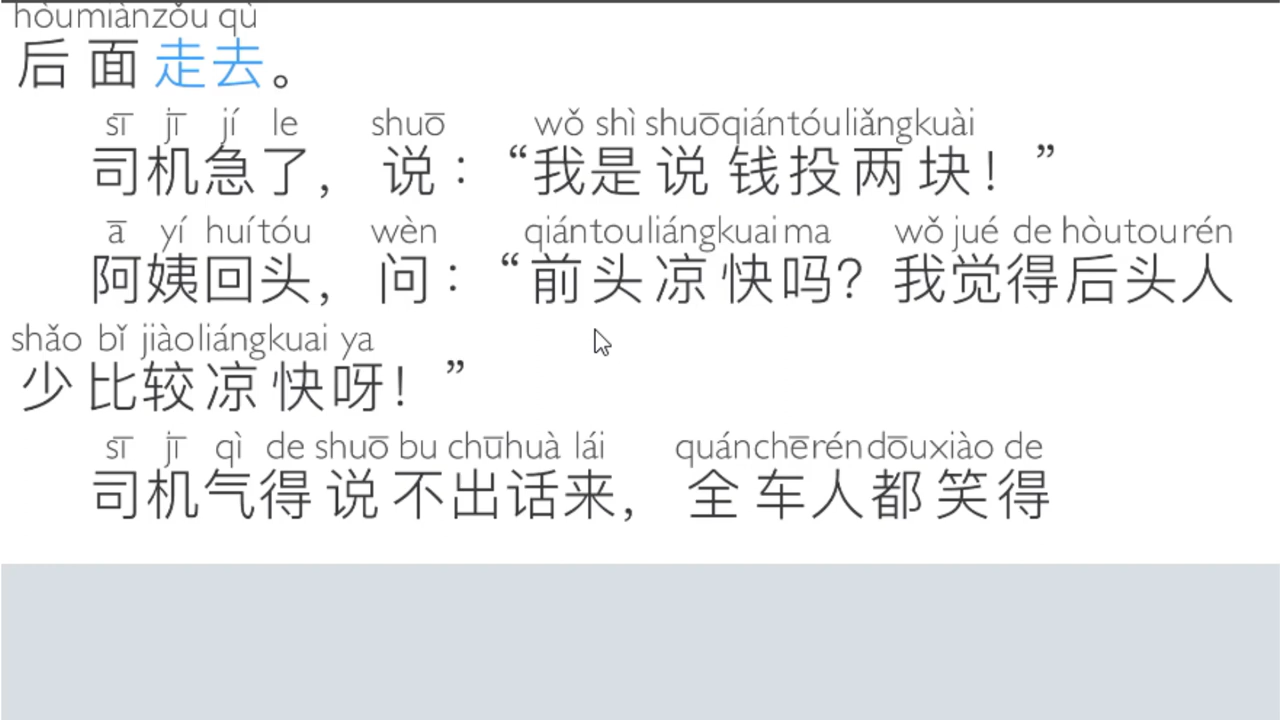 hòumiànzǒu qù
后面走去。
sī jī jí le shuō wǒ shì shuōqiántóuliǎngkuài
司机急了，说：“我是说钱投两块！”
ā yí huítóu wèn qiántouliángkuaima wǒ jué de hòutourén
阿姨回头，问：“前头凉快吗？我觉得后头人
shǎo bǐ jiàoliángkuai ya
少比较凉快呀！”
sī jī qì de shuō bu chūhuà lái quánchēréndōuxiào de
司机气得说不出话来，全车人都笑得